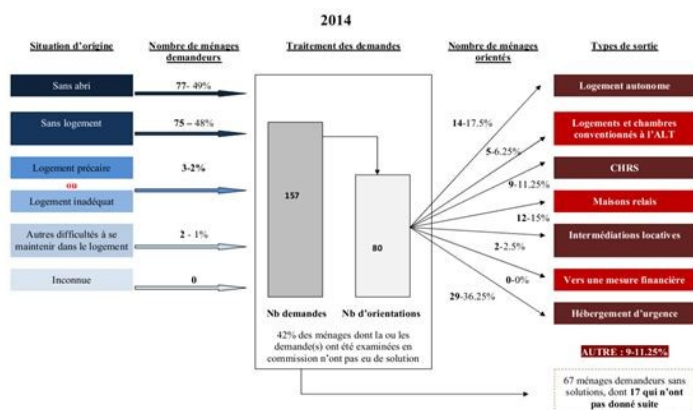 2014
Situation d'origine
Nombre de ménages
demandeurs
Traitement des demandes
Nombre de ménages
orientés
Types de sortie
Sans abri
77- 49%
Sans logement
75 – 48%
Logement précaire
ou
Logement inadéquat
3-2%
Autres difficultés à se
maintenir dans le logement
2 - 1%
Inconnue
0
157
80
Nb demandes
Nb d'orientations
42% des ménages dont la ou les
demande(s) ont été examinées en
commission n'ont pas eu de solution
14-17.5%
5-6.25%
9-11.25%
12-15%
2-2.5%
0-0%
29-36.25%
Logement autonome
Logements et chambres
conventionnés à l'ALT
CHRS
Maisons relais
Intermédiations locatives
Vers une mesure financière
Hébergement d'urgence
AUTRE : 9-11.25%
67 ménages demandeurs sans
solutions, dont 17 qui n'ont
pas donné suite